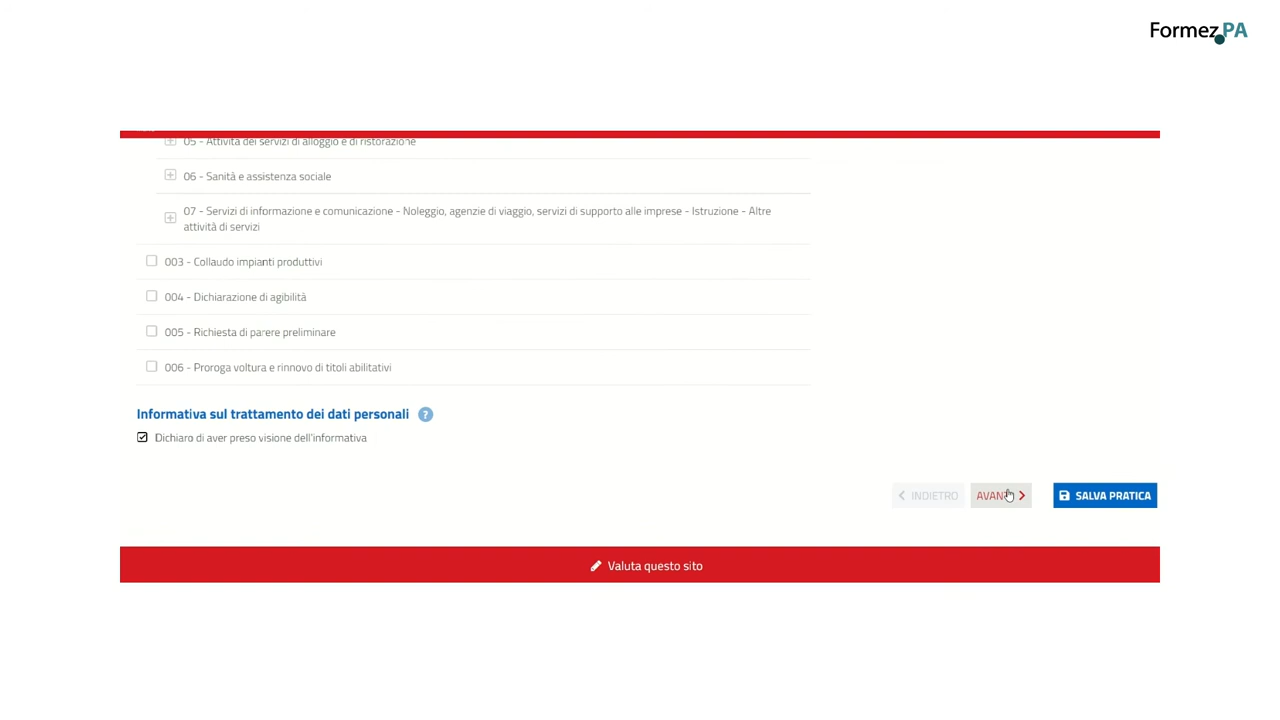 Formez PA
05 - Attività dei servizi di alloggio e di ristorazione
06 - Sanità e assistenza sociale
07 - Servizi di informazione e comunicazione - Noleggio, agenzie di viaggio, servizi di supporto alle imprese - Istruzione - Altre
attività di servizi
003 - Collaudo impianti produttivi
004 - Dichiarazione di agibilità
005 - Richiesta di parere preliminare
006 - Proroga voltura e rinnovo di titoli abilitativi
Informativa sul trattamento dei dati personali ?
Dichiaro di aver preso visione dell'informativa
INDIETRO AVANTI SALVA PRATICA
Valuta questo sito